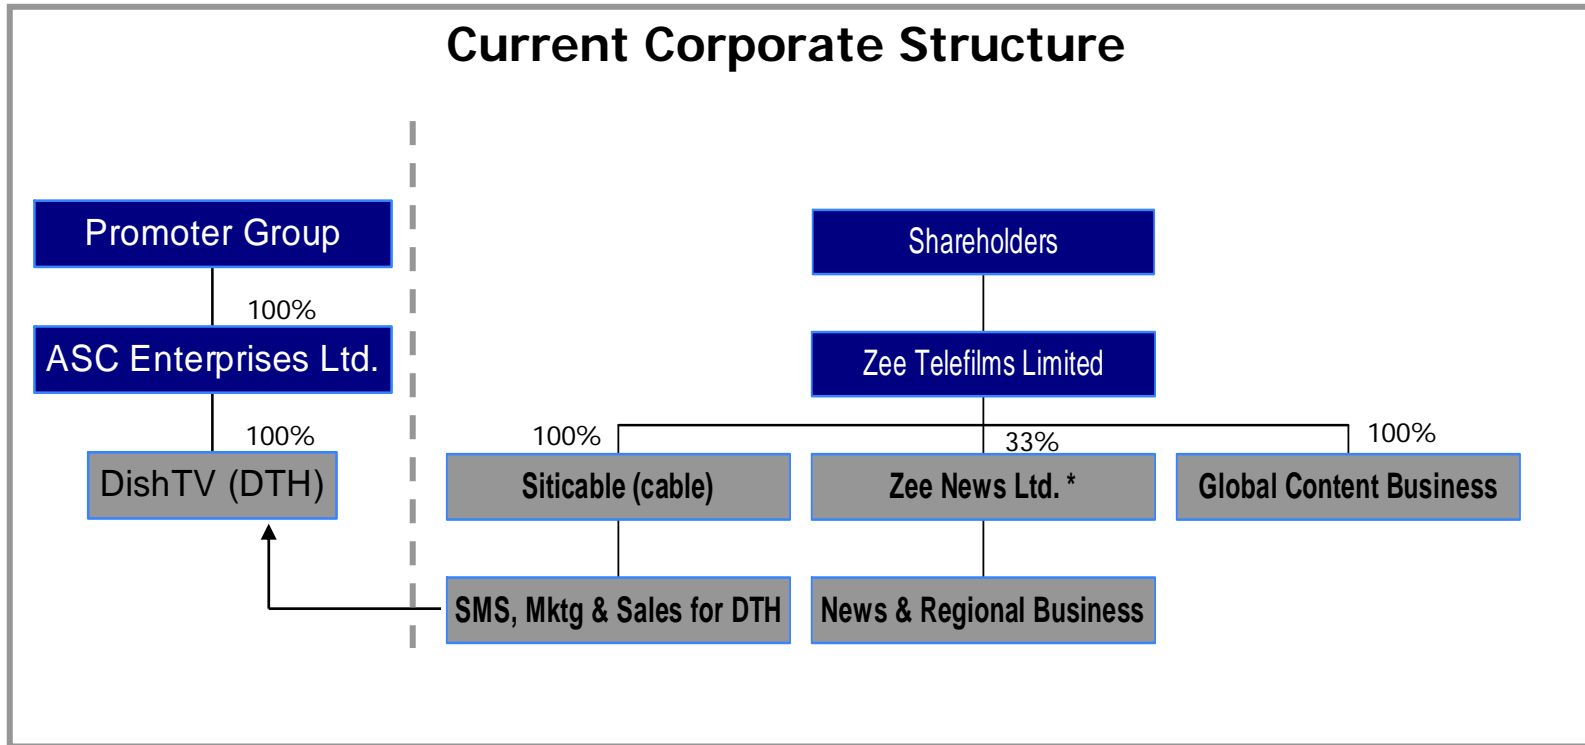 Current Corporate Structure
Promoter Group
100%
ASC Enterprises Ltd.
100%
DishTV (DTH)
Shareholders
Zee Telefilms Limited
100%
33%
100%
Siticable (cable)
Zee News Ltd. *
Global Content Business
SMS, Mktg & Sales for DTH
News & Regional Business